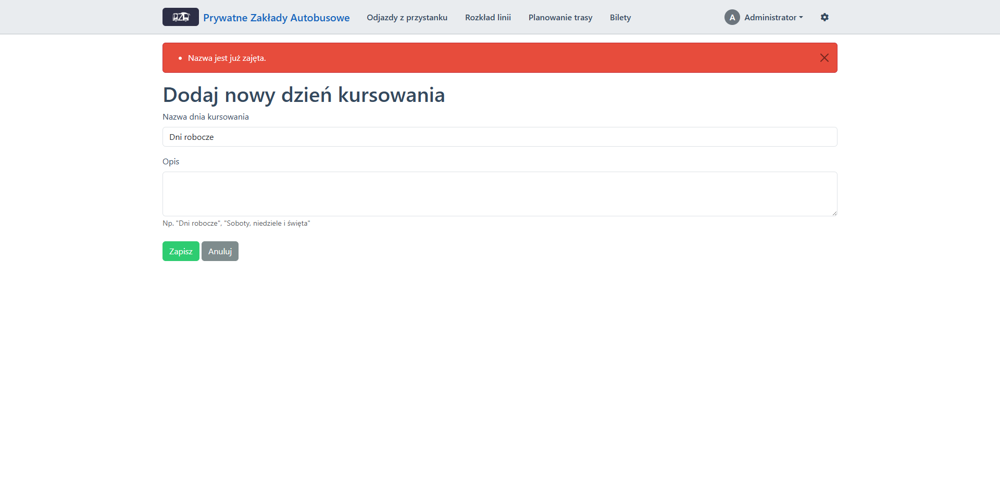 PZA Prywatne Zakłady Autobusowe Odjazdy z przystanku Rozkład linii Planowanie trasy Bilety A Administrator
Nazwa jest już zajęta.
Dodaj nowy dzień kursowania
Nazwa dnia kursowania
Dni robocze
Opis
Np. "Dni robocze", "Soboty, niedziele i święta"
Zapisz Anuluj